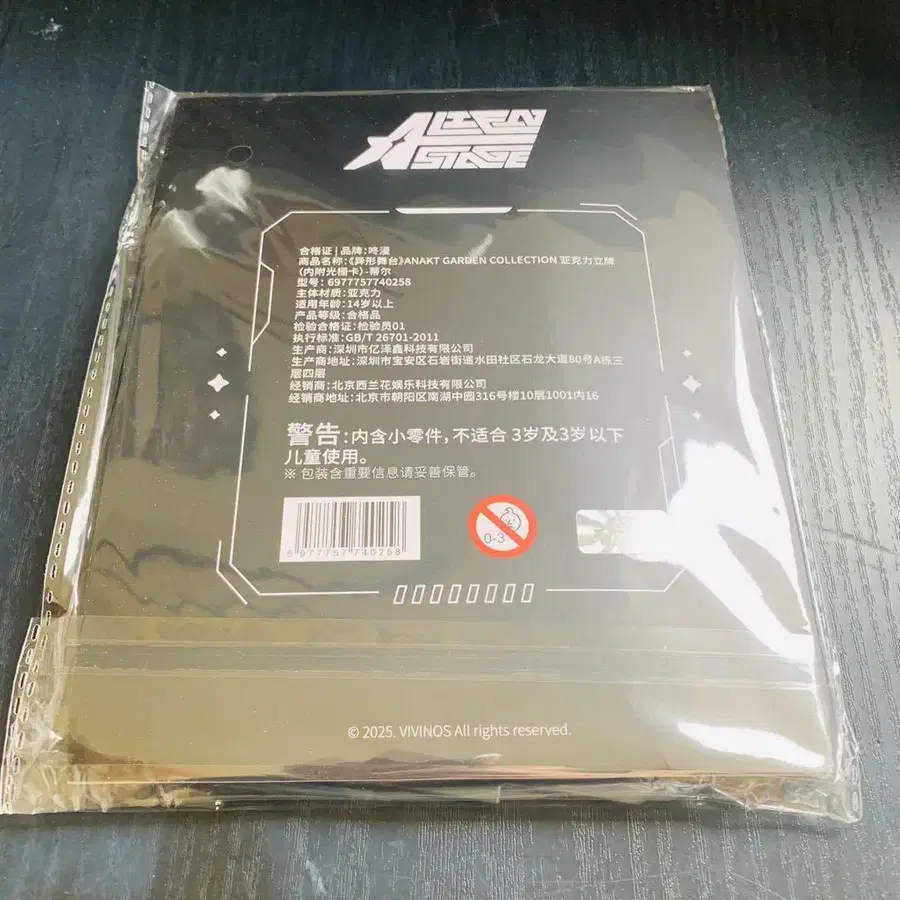 ALIEN
STAGE
合格证 | 品牌:咚漫
商品名称:《异形舞台》ANAKT GARDEN COLLECTION 亚克力立牌
(内附光栅卡)-蒂尔
型号: 6977757740258
主体材质:亚克力
适用年龄:14岁以上
产品等级:合格品
检验合格证:检验员01
执行标准:GB/T 26701-2011
生产商:深圳市亿泽鑫科技有限公司
生产商地址:深圳市宝安区石岩街道水田社区石龙大道80号A栋三
层四层
经销商:北京西兰花娱乐科技有限公司
经销商地址:北京市朝阳区南湖中园316号楼10层1001内16
警告:内含小零件,不适合 3岁及3岁以下
儿童使用。
※ 包装含重要信息请妥善保管。
6 977757 740258
0-3
© 2025. VIVINOS All rights reserved.